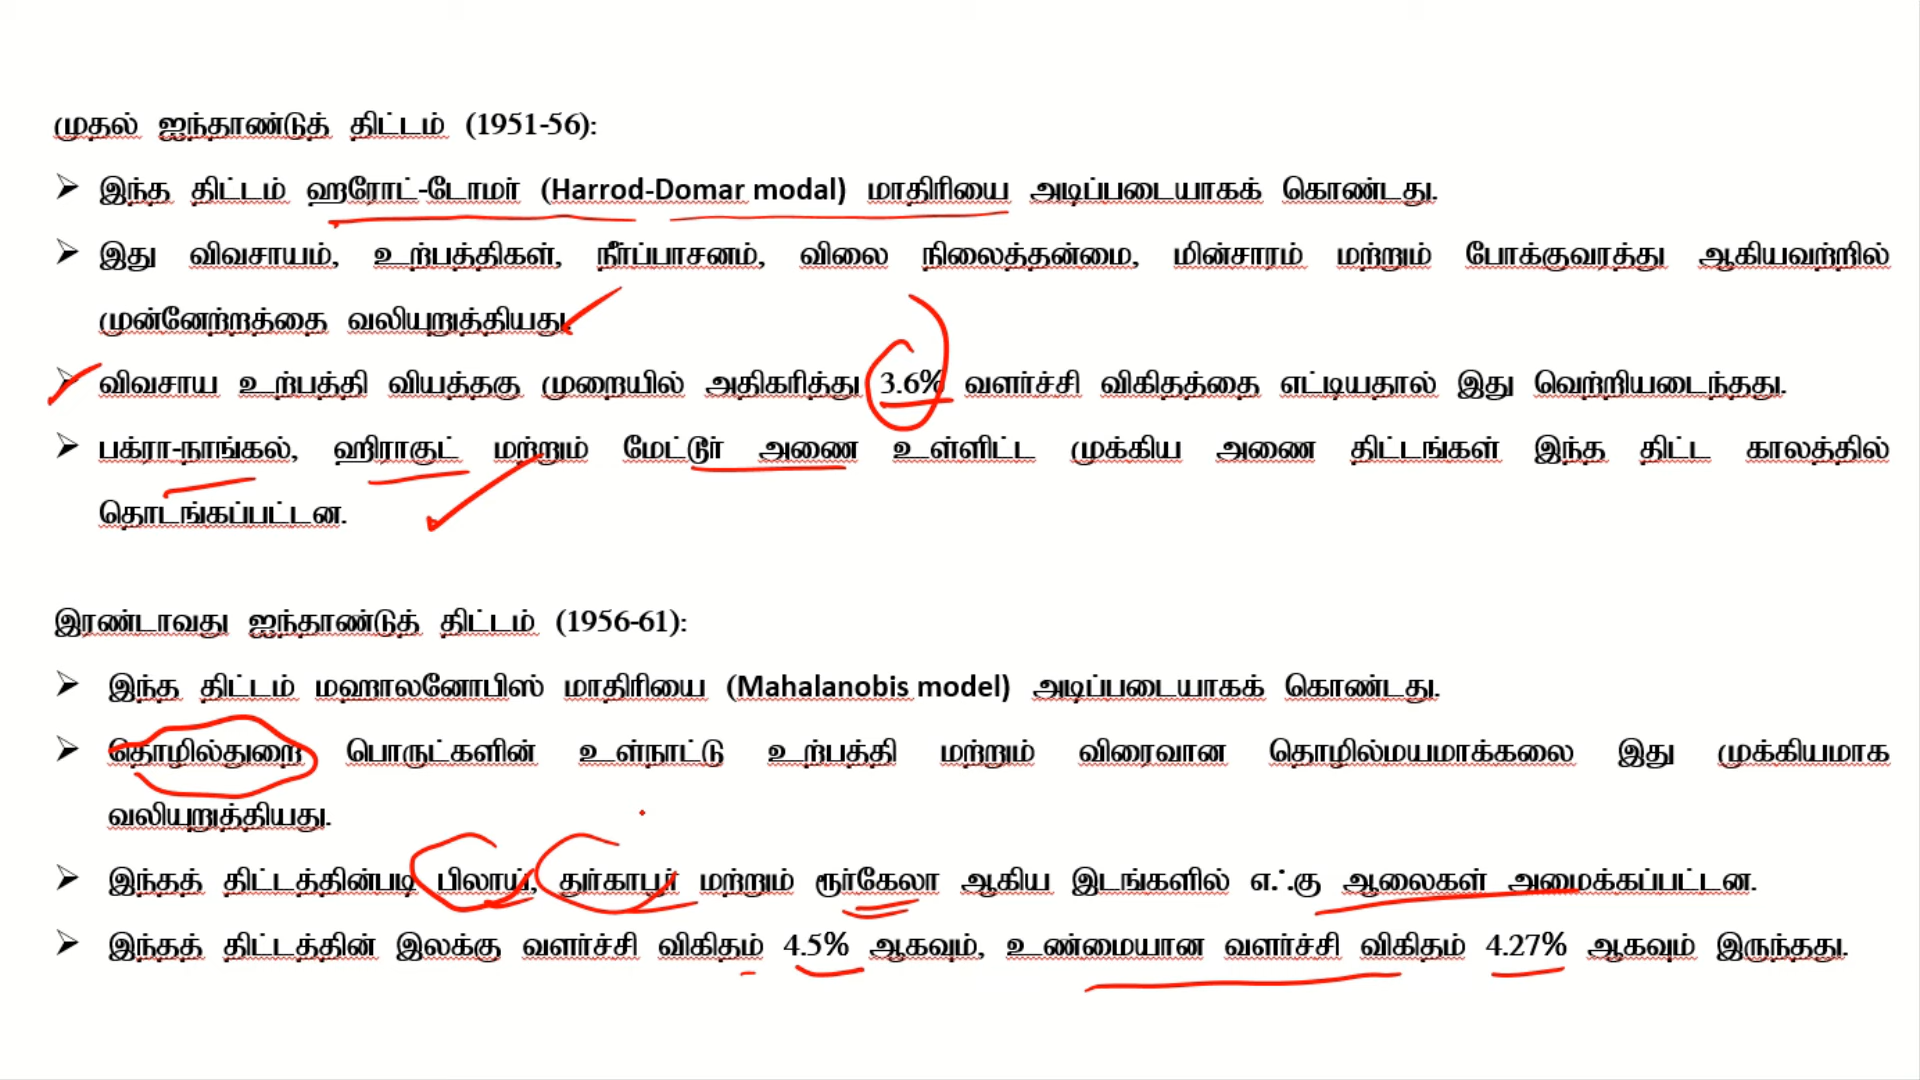 முதல் ஐந்தாண்டுத் திட்டம் (1951-56):
➢ இந்த திட்டம் ஹரோட்-டோமர் (Harrod-Domar modal) மாதிரியை அடிப்படையாகக் கொண்டது.
➢ இது விவசாயம், உற்பத்திகள், நீர்ப்பாசனம், விலை நிலைத்தன்மை, மின்சாரம் மற்றும் போக்குவரத்து ஆகியவற்றில்
முன்னேற்றத்தை வலியுறுத்தியது.
➢ விவசாய உற்பத்தி வியத்தகு முறையில் அதிகரித்து 3.6% வளர்ச்சி விகிதத்தை எட்டியதால் இது வெற்றியடைந்தது.
➢ பக்ரா-நாங்கல், ஹிராகுட் மற்றும் மேட்டூர் அணை உள்ளிட்ட முக்கிய அணை திட்டங்கள் இந்த திட்ட காலத்தில்
தொடங்கப்பட்டன.
இரண்டாவது ஐந்தாண்டுத் திட்டம் (1956-61):
➢ இந்த திட்டம் மஹாலனோபிஸ் மாதிரியை (Mahalanobis model) அடிப்படையாகக் கொண்டது.
➢ தொழில்துறை பொருட்களின் உள்நாட்டு உற்பத்தி மற்றும் விரைவான தொழில்மயமாக்கலை இது முக்கியமாக
வலியுறுத்தியது.
➢ இந்தத் திட்டத்தின்படி பிலாய், துர்காபூர் மற்றும் ரூர்கேலா ஆகிய இடங்களில் எஃகு ஆலைகள் அமைக்கப்பட்டன.
➢ இந்தத் திட்டத்தின் இலக்கு வளர்ச்சி விகிதம் 4.5% ஆகவும், உண்மையான வளர்ச்சி விகிதம் 4.27% ஆகவும் இருந்தது.